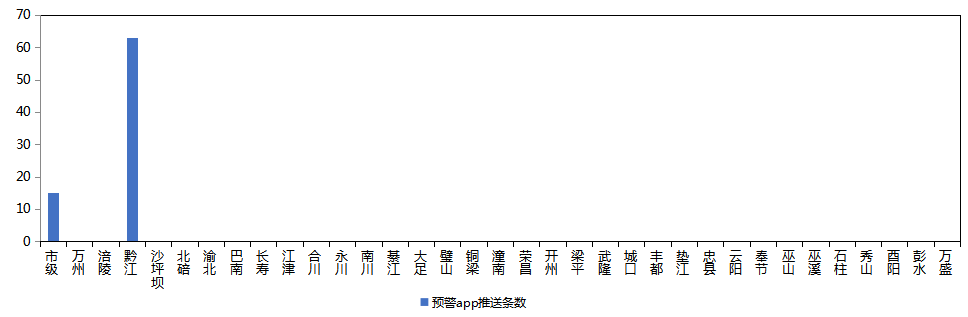 70
60
50
40
30
20
10
0
市级
万州
涪陵
黔江
沙坪坝
北碚
渝北
巴南
长寿
江津
合川
永川
南川
綦江
大足
璧山
铜梁
潼南
荣昌
开州
梁平
武隆
城口
丰都
垫江
忠县
云阳
奉节
巫山
巫溪
石柱
秀山
酉阳
彭水
万盛
预警app推送条数